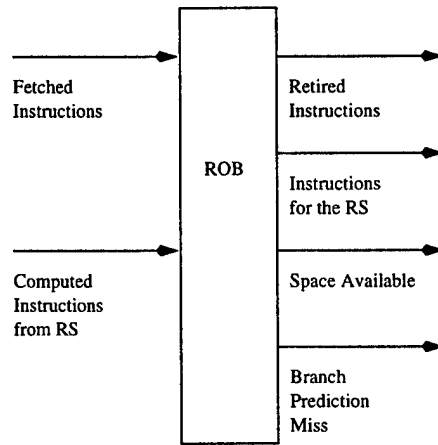 Fetched
Instructions
Computed
Instructions
from RS
ROB
Retired
Instructions
Instructions
for the RS
Space Available
Branch
Prediction
Miss